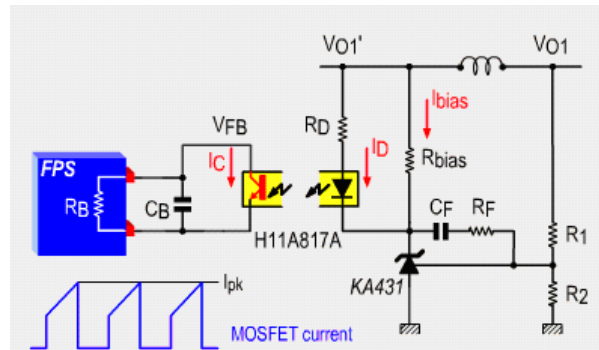 VO1'
VO1
Ibias
VFB
RD
ID
Rbias
FPS
IC
RB
CB
CF
RF
H11A817A
R1
KA431
R2
Ipk
MOSFET current